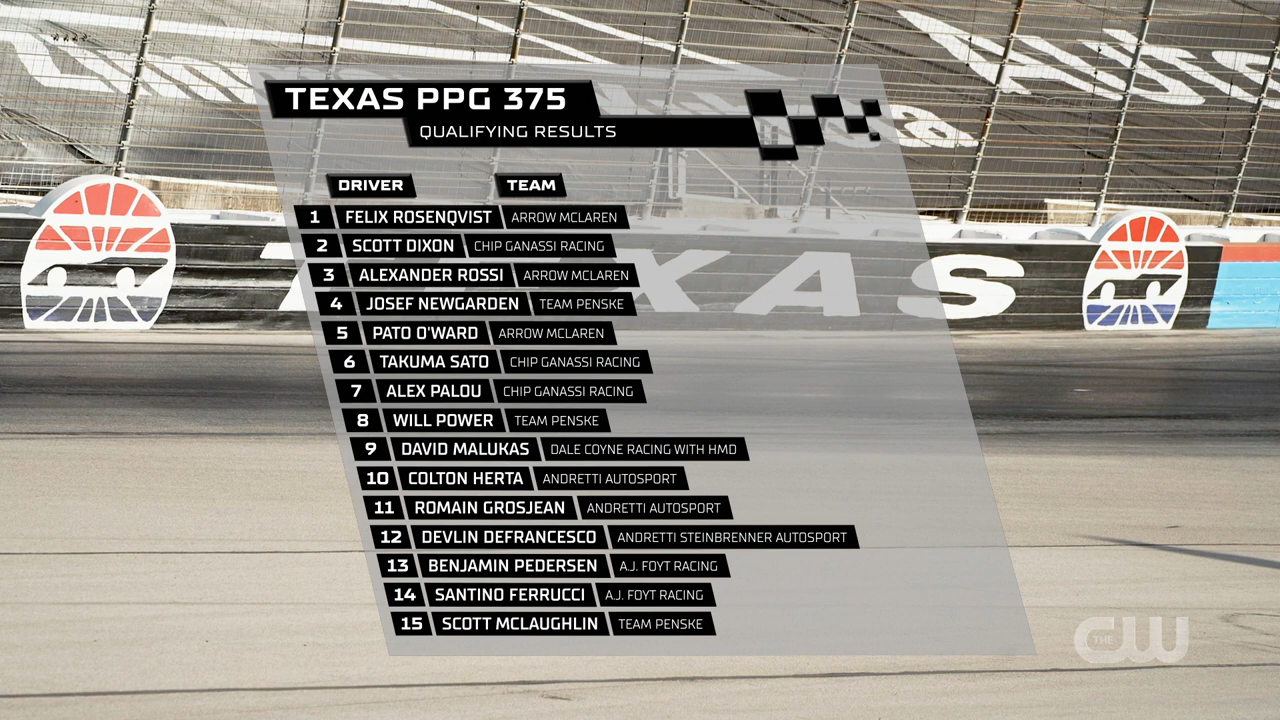 TEXAS PPG 375
QUALIFYING RESULTS
DRIVER TEAM
1 FELIX ROSENQVIST ARROW MCLAREN
2 SCOTT DIXON CHIP GANASSI RACING
3 ALEXANDER ROSSI ARROW MCLAREN
4 JOSEF NEWGARDEN TEAM PENSKE
5 PATO O'WARD ARROW MCLAREN
6 TAKUMA SATO CHIP GANASSI RACING
7 ALEX PALOU CHIP GANASSI RACING
8 WILL POWER TEAM PENSKE
9 DAVID MALUKAS DALE COYNE RACING WITH HMD
10 COLTON HERTA ANDRETTI AUTOSPORT
11 ROMAIN GROSJEAN ANDRETTI AUTOSPORT
12 DEVLIN DEFRANCESCO ANDRETTI STEINBRENNER AUTOSPORT
13 BENJAMIN PEDERSEN A.J. FOYT RACING
14 SANTINO FERRUCCI A.J. FOYT RACING
15 SCOTT MCLAUGHLIN TEAM PENSKE
TEXAS
THE CW